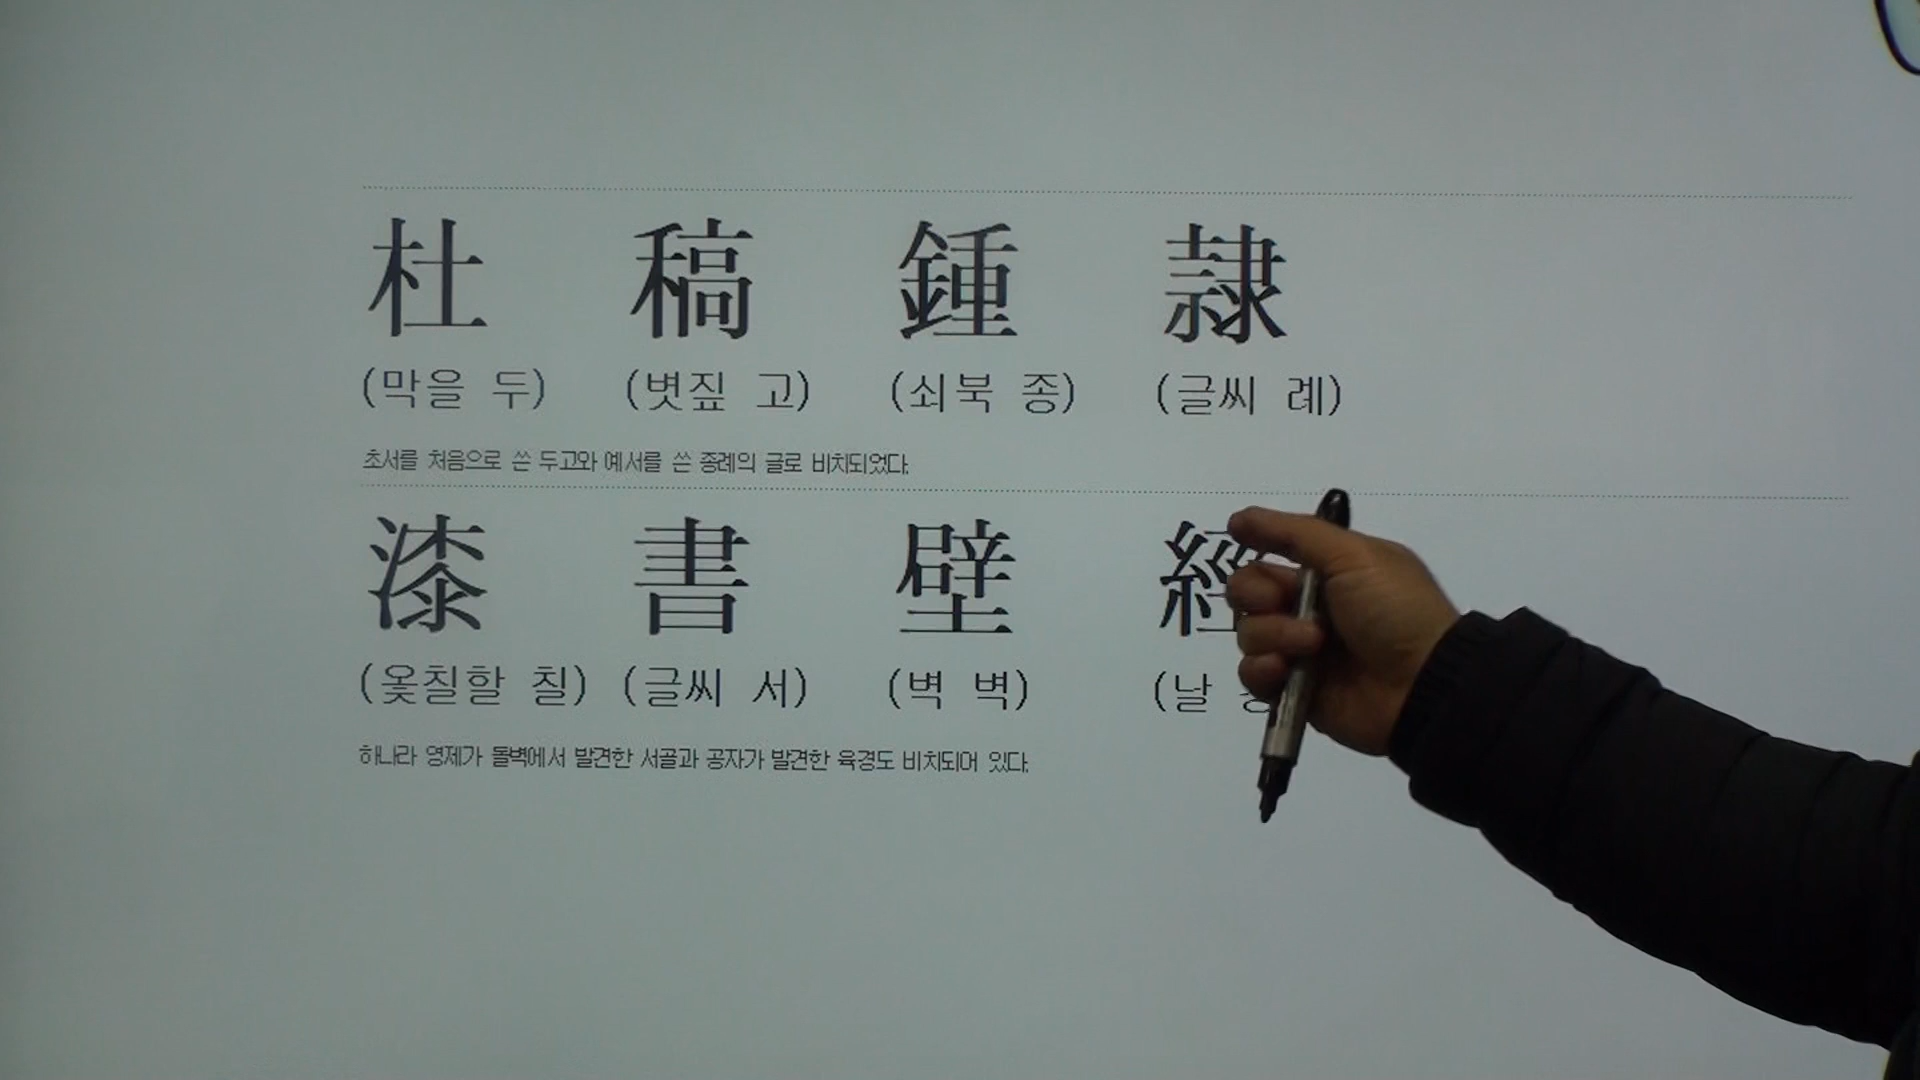 杜 稿 鍾 隷
(막을 두) (볏짚 고) (쇠북 종) (글씨 례)
초서를 처음으로 쓴 두고와 예서를 쓴 종례의 글로 비치되었다.
漆 書 壁 經
(옻칠할 칠) (글씨 서) (벽 벽) (날
하나라 영제가 돌벽에서 발견한 서골과 공자가 발견한 육경도 비치되어 있다.